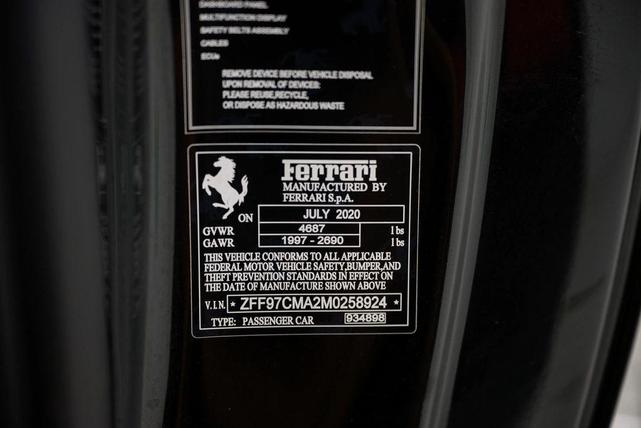 DASHBOARD PANEL
MULTIFUNCTION DISPLAY
SAFETY BELTS ASSEMBLY
CABLES
ECUs
REMOVE DEVICE BEFORE VEHICLE DISPOSAL
UPON REMOVAL OF DEVICES:
PLEASE REUSE,RECYCLE,
OR DISPOSE AS HAZARDOUS WASTE
Ferrari
MANUFACTURED BY
FERRARI S.p.A.
ON JULY 2020
GVWR 4687 lbs
GAWR 1997 - 2690 lbs
THIS VEHICLE CONFORMS TO ALL APPLICABLE
FEDERAL MOTOR VEHICLE SAFETY,BUMPER,AND
THEFT PREVENTION STANDARDS IN EFFECT ON
THE DATE OF MANUFACTURE SHOWN ABOVE
V.I.N. * ZFF97CMA2M0258924 *
TYPE: PASSENGER CAR 934898